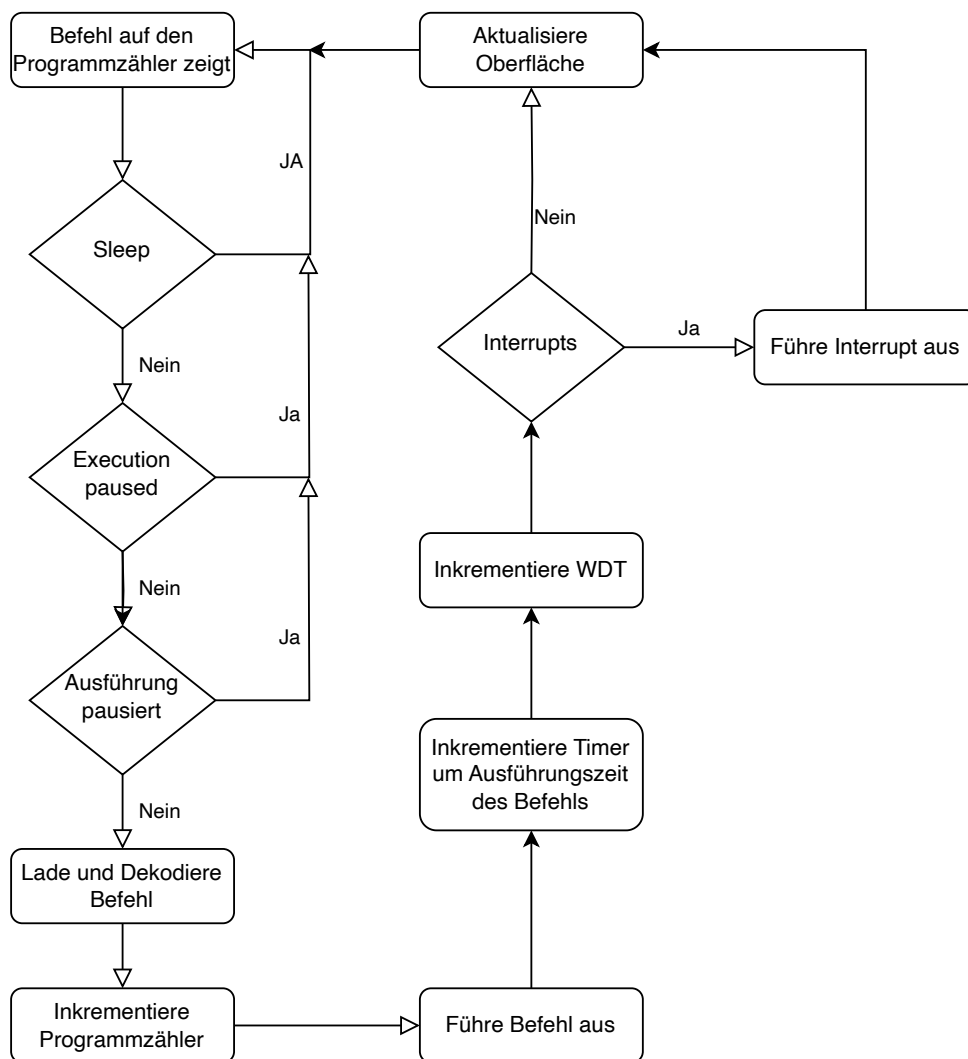 Befehl auf den
Programmzähler zeigt
Aktualisiere
Oberfläche
JA
Sleep
Nein
Nein
Interrupts
Ja
Führe Interrupt aus
Ja
Execution
paused
Nein
Inkrementiere WDT
Ja
Ausführung
pausiert
Inkrementiere Timer
um Ausführungszeit
des Befehls
Nein
Lade und Dekodiere
Befehl
Inkrementiere
Programmzähler
Führe Befehl aus